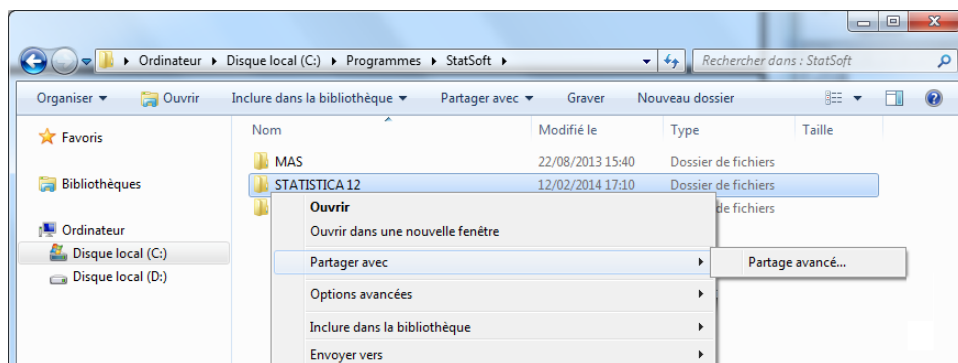 Ordinateur Disque local (C:) Programmes StatSoft Rechercher dans : StatSoft
Organiser Ouvrir Inclure dans la bibliothèque Partager avec Graver Nouveau dossier
Nom Modifié le Type Taille
Favoris
MAS 22/08/2013 15:40 Dossier de fichiers
Bibliothèques
STATISTICA 12 12/02/2014 17:10 Dossier de fichiers
de fichiers
Ouvrir
Ordinateur
Ouvrir dans une nouvelle fenêtre
Disque local (C:)
Partager avec Partage avancé...
Disque local (D:)
Options avancées
Inclure dans la bibliothèque
Envoyer vers